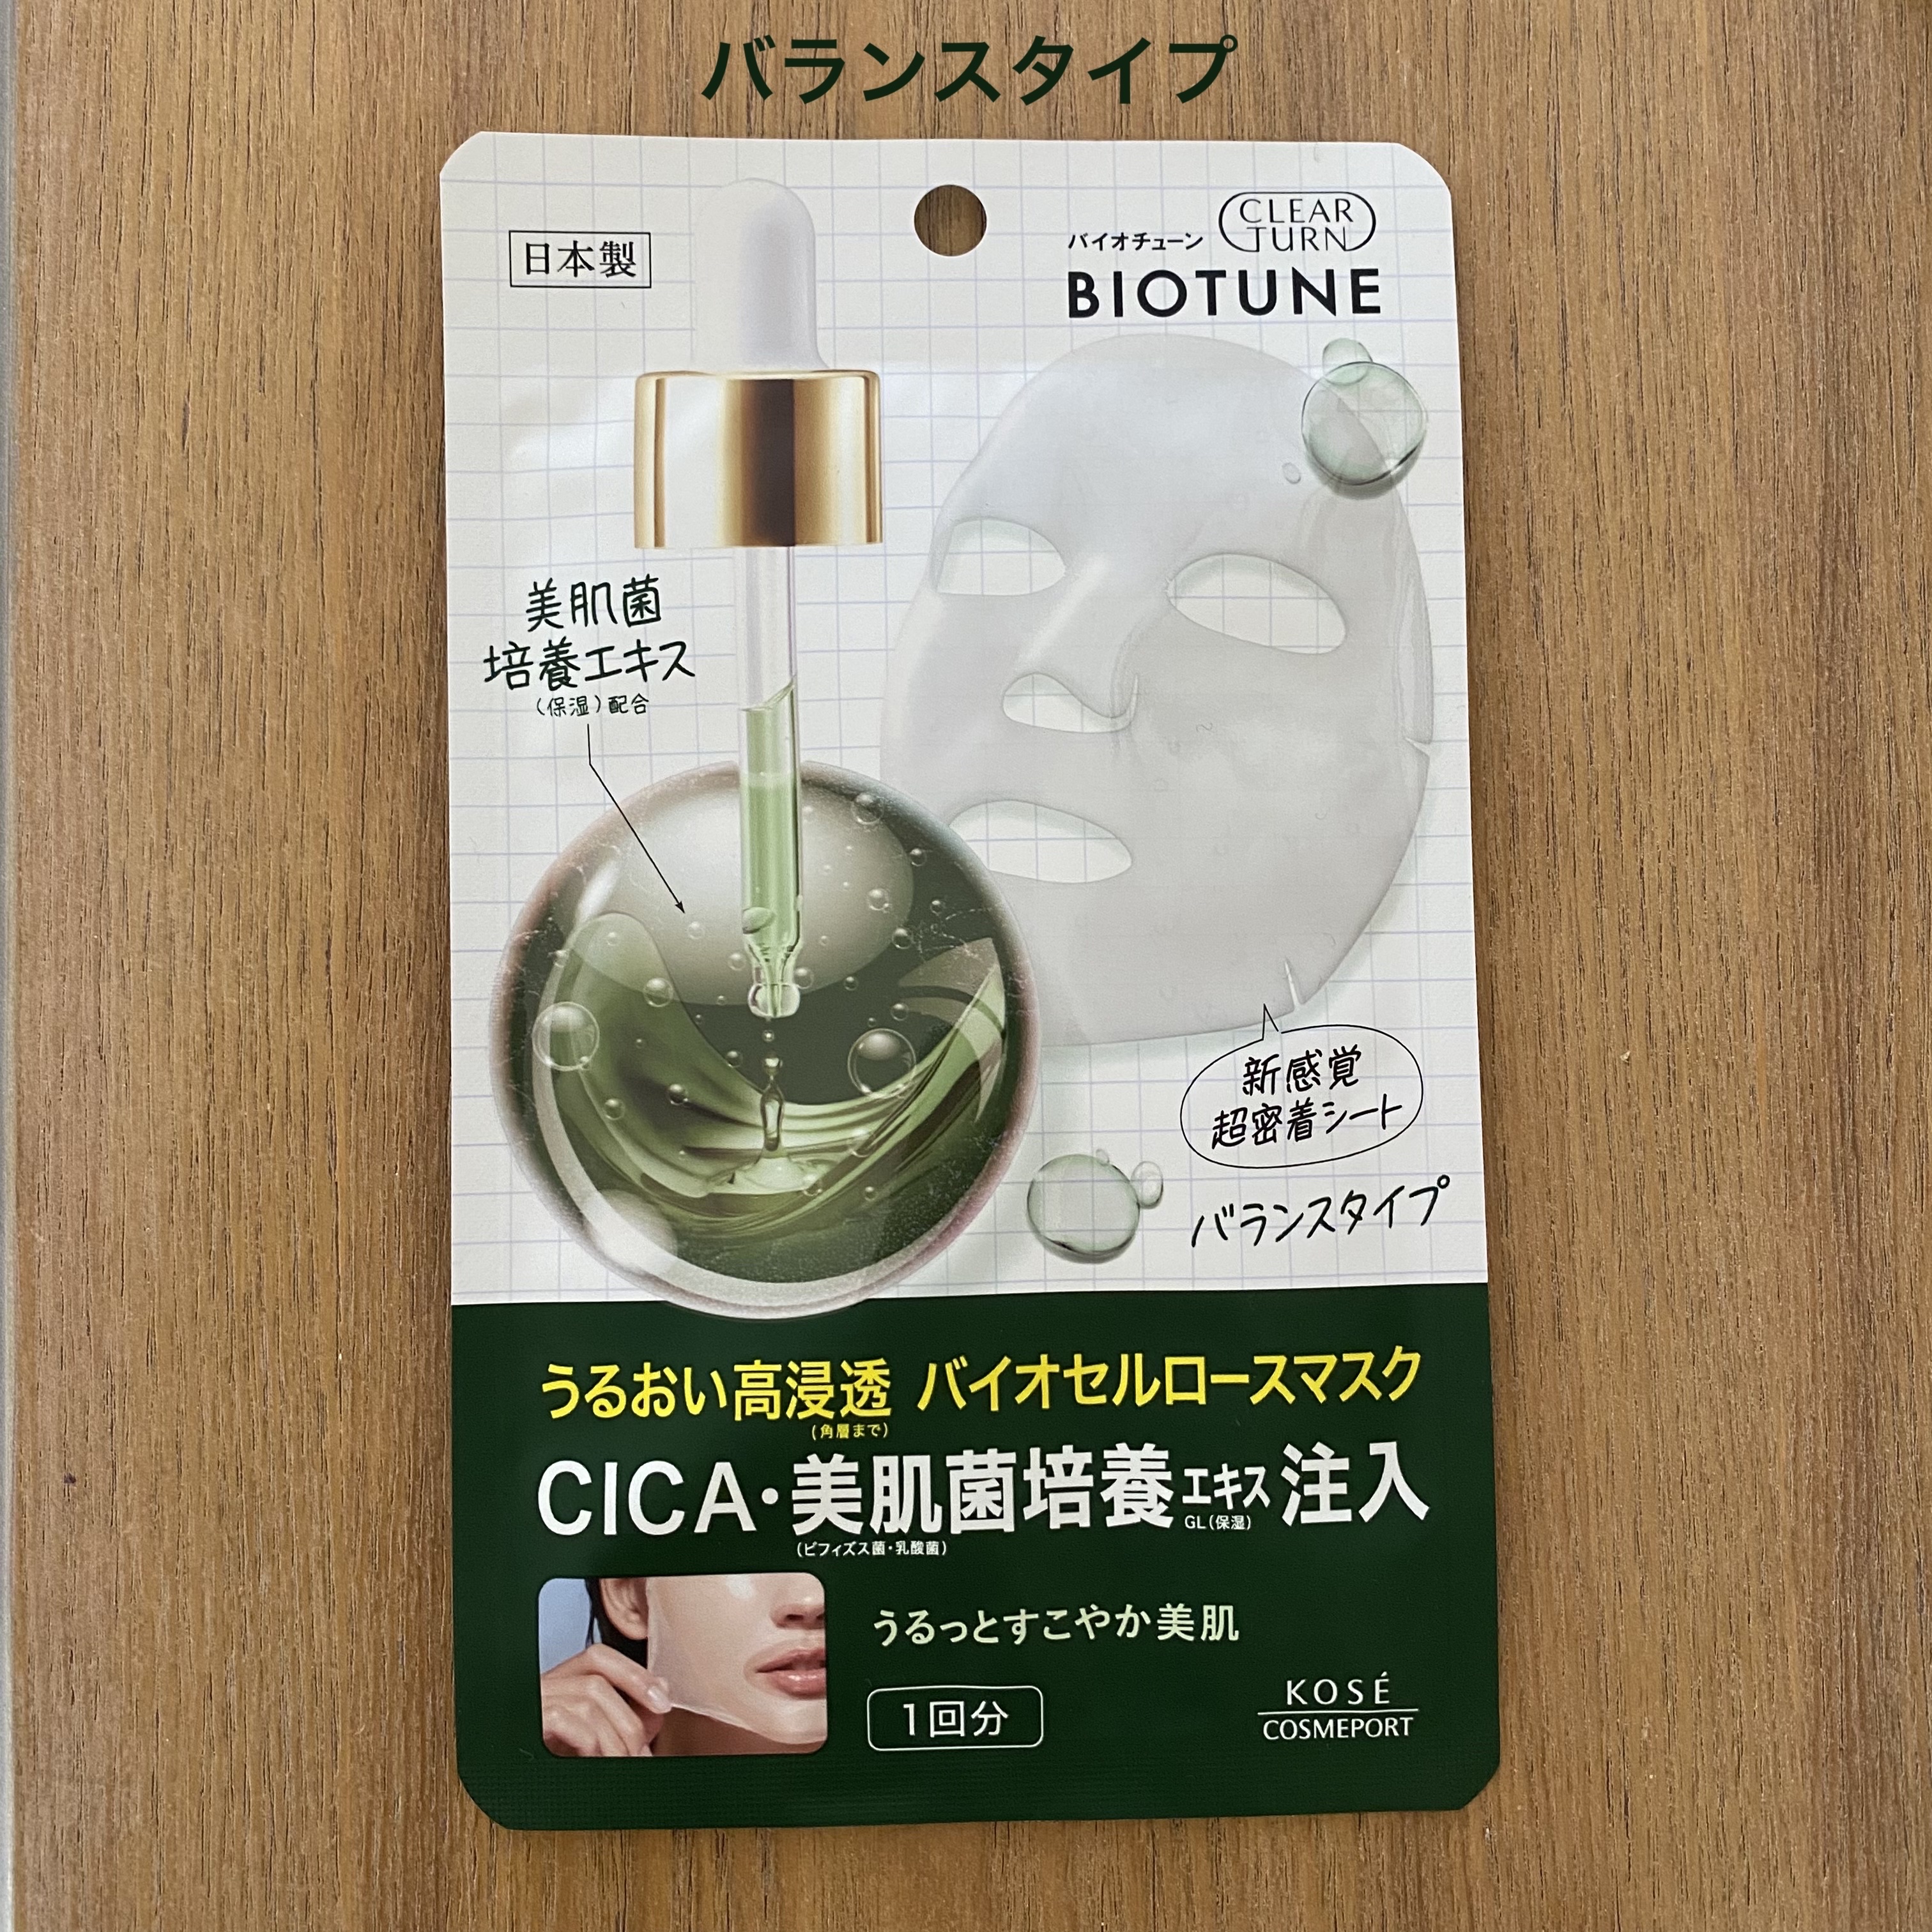 バランスタイプ
日本製
CLEAR
TURN
バイオチューン
BIOTUNE
美肌菌
培養エキス
(保湿)配合
新感覚
超密着シート
バランスタイプ
うるおい高浸透 バイオセルロースマスク
(角層まで)
CICA・美肌菌培養エキス注入
GL(保湿)
(ビフィズス菌・乳酸菌)
うるっとすこやか美肌
1回分
KOSÉ
COSMEPORT